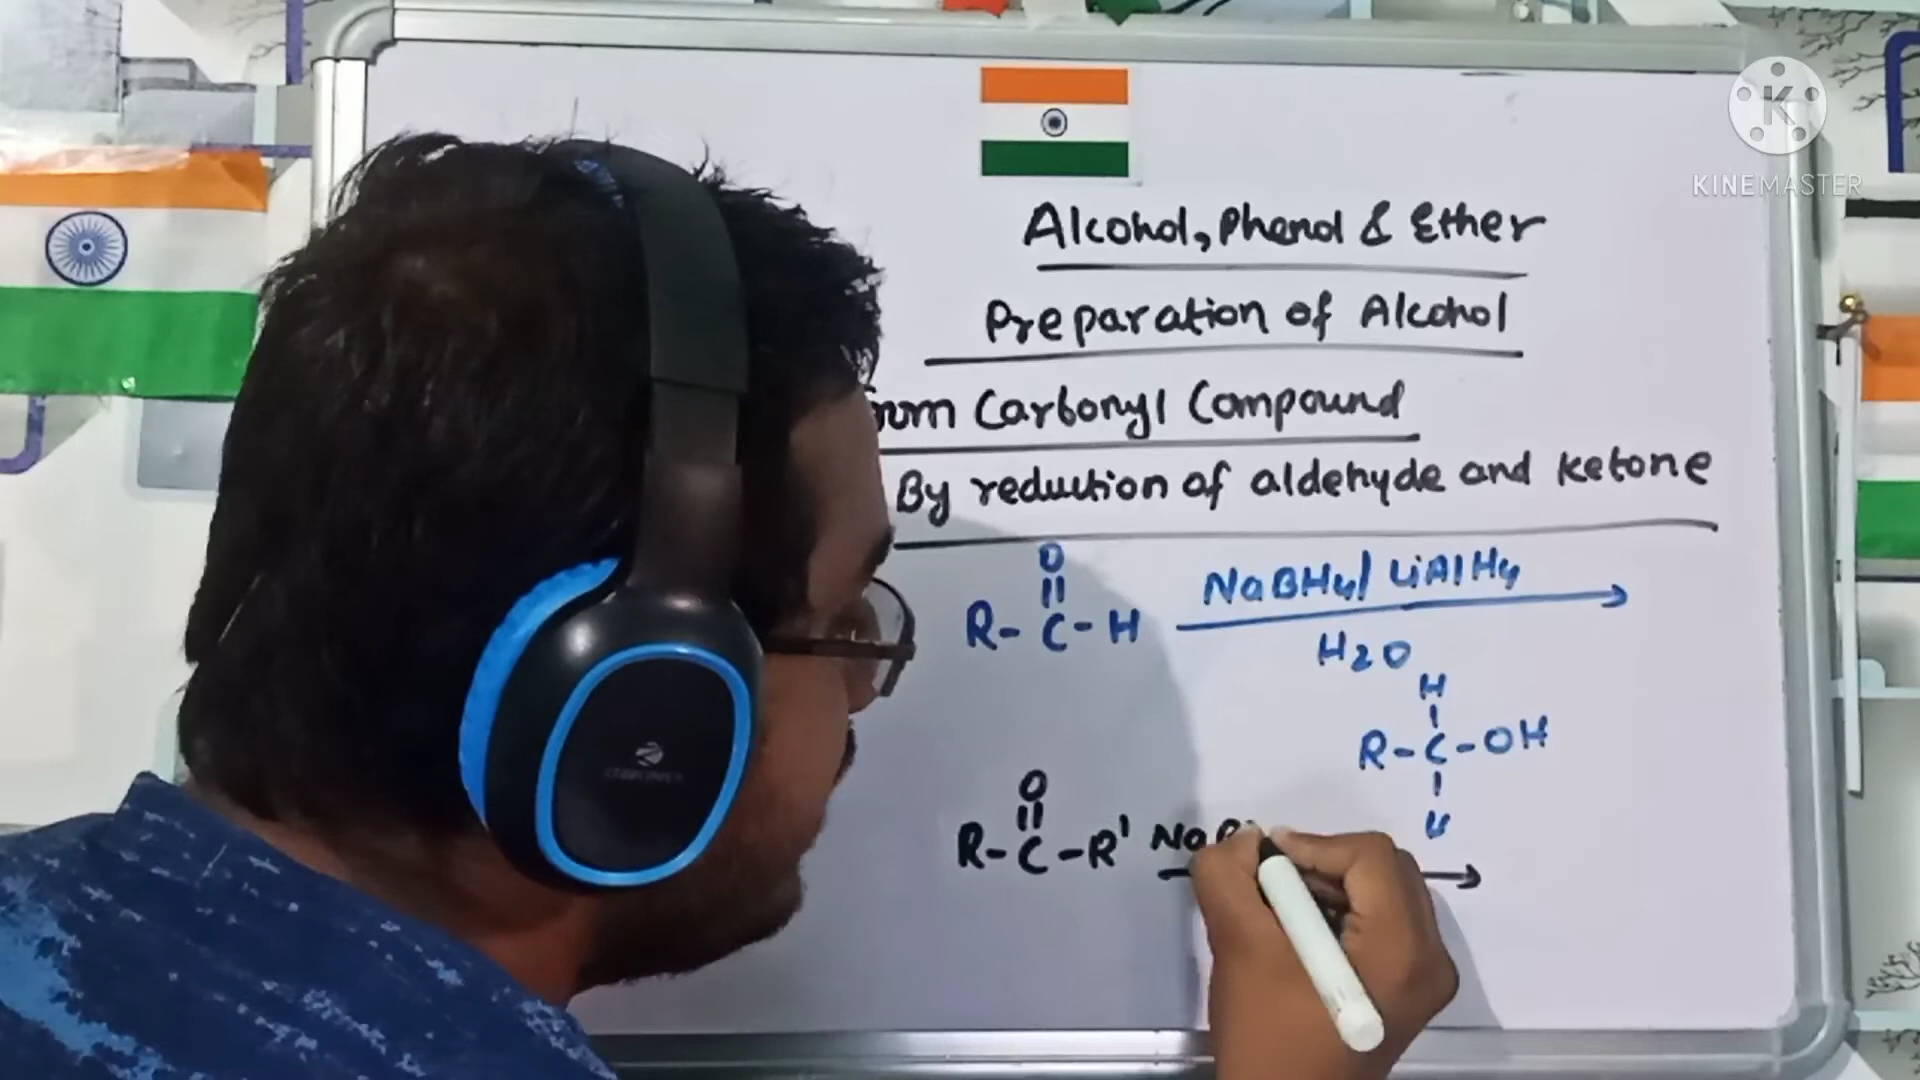 KINEMASTER
Alcohol, Phenol & Ether
Preparation of Alcohol
Carbonyl Compound
By reduction of aldehyde and ketone
O
||
R-C-H
NaBH4/ LiAlH4
H2O
H
|
R-C-OH
|
H
O
||
R-C-R'
Na